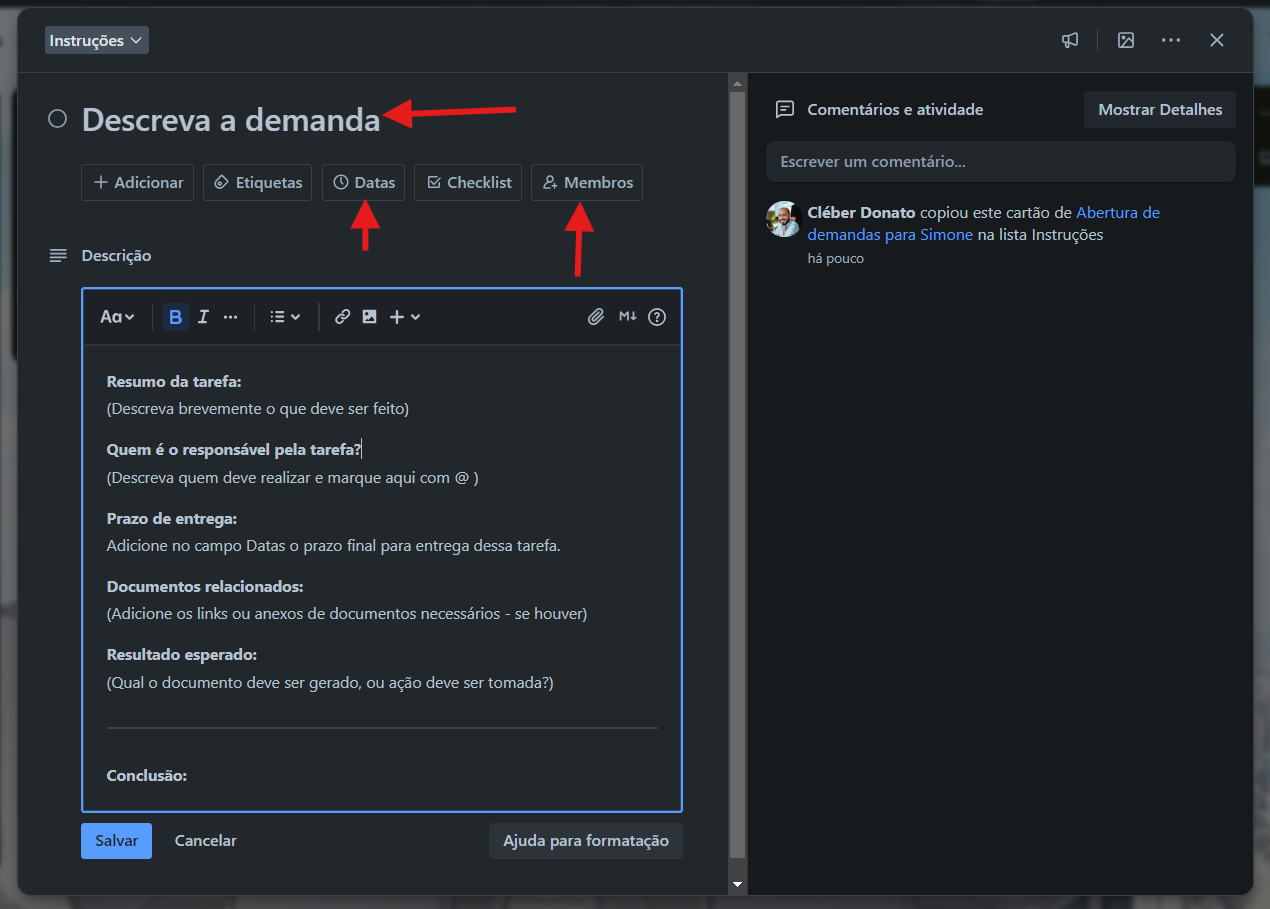 Instruções
Descreva a demanda
Adicionar
Etiquetas
Datas
Checklist
Membros
Descrição
Aa
B
I
M↓
?
Resumo da tarefa:
(Descreva brevemente o que deve ser feito)
Quem é o responsável pela tarefa?
(Descreva quem deve realizar e marque aqui com @ )
Prazo de entrega:
Adicione no campo Datas o prazo final para entrega dessa tarefa.
Documentos relacionados:
(Adicione os links ou anexos de documentos necessários - se houver)
Resultado esperado:
(Qual o documento deve ser gerado, ou ação deve ser tomada?)
Conclusão:
Salvar
Cancelar
Ajuda para formatação
Comentários e atividade
Mostrar Detalhes
Escrever um comentário...
Cléber Donato copiou este cartão de Abertura de
demandas para Simone na lista Instruções
há pouco